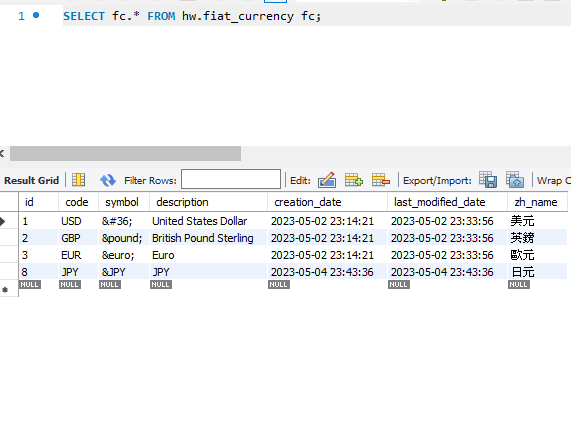 1 SELECT fc.* FROM hw.fiat_currency fc;
Result Grid Filter Rows: Edit: Export/Import: Wrap C
id code symbol description creation_date last_modified_date zh_name
1 USD &#36; United States Dollar 2023-05-02 23:14:21 2023-05-02 23:33:56 美元
2 GBP &pound; British Pound Sterling 2023-05-02 23:14:21 2023-05-02 23:33:56 英鎊
3 EUR &euro; Euro 2023-05-02 23:14:21 2023-05-02 23:33:56 歐元
8 JPY &JPY JPY 2023-05-04 23:43:36 2023-05-04 23:43:36 日元
NULL NULL NULL NULL NULL NULL NULL